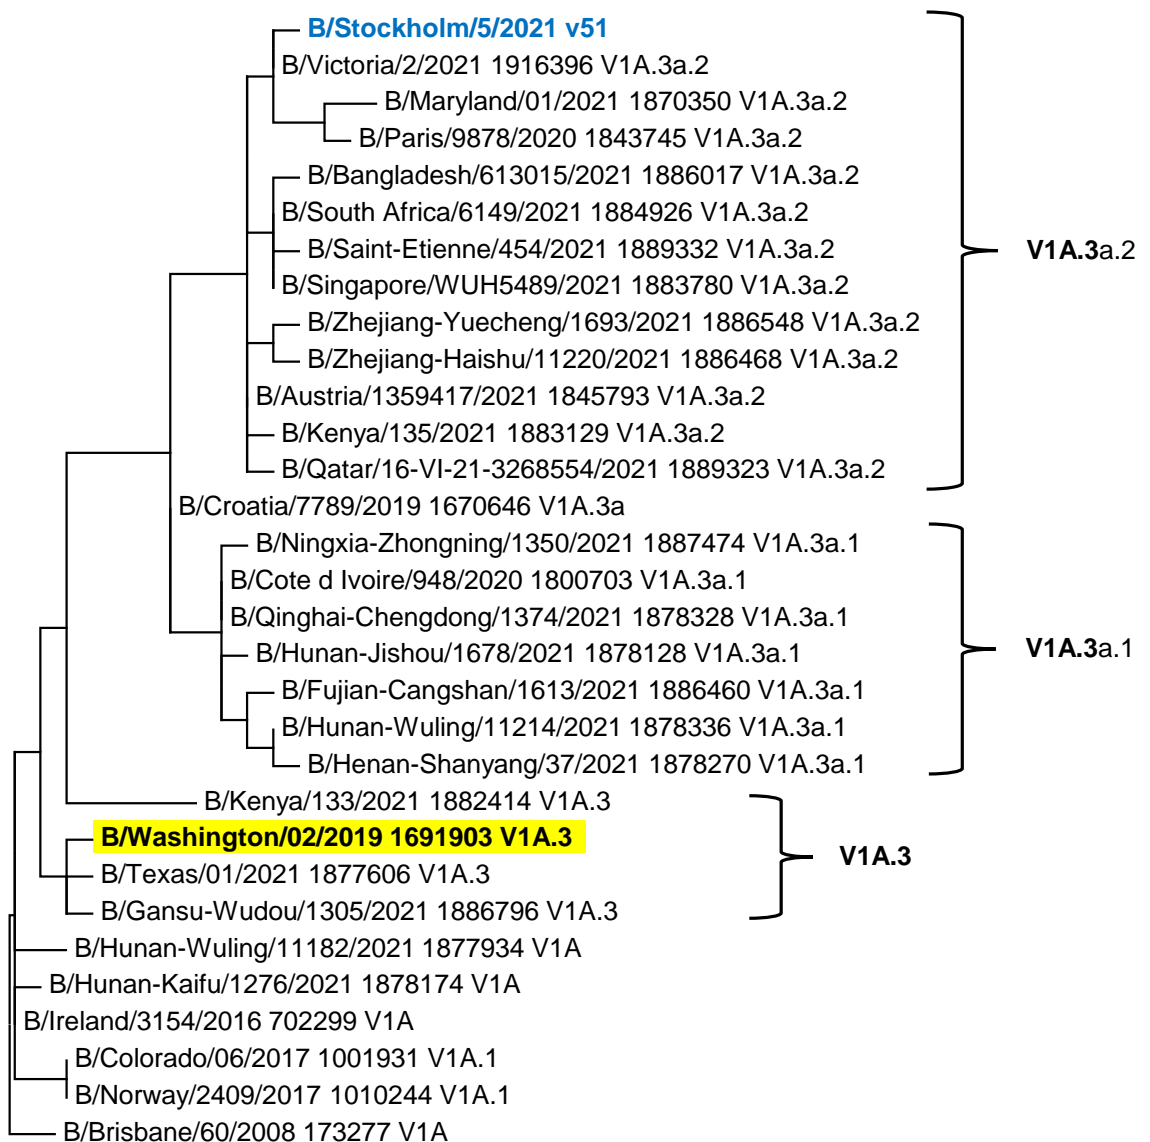 B/Stockholm/5/2021 v51
B/Victoria/2/2021 1916396 V1A.3a.2
B/Maryland/01/2021 1870350 V1A.3a.2
B/Paris/9878/2020 1843745 V1A.3a.2
B/Bangladesh/613015/2021 1886017 V1A.3a.2
B/South Africa/6149/2021 1884926 V1A.3a.2
B/Saint-Etienne/454/2021 1889332 V1A.3a.2
V1A.3a.2
B/Singapore/WUH5489/2021 1883780 V1A.3a.2
B/Zhejiang-Yuecheng/1693/2021 1886548 V1A.3a.2
B/Zhejiang-Haishu/11220/2021 1886468 V1A.3a.2
B/Austria/1359417/2021 1845793 V1A.3a.2
B/Kenya/135/2021 1883129 V1A.3a.2
B/Qatar/16-VI-21-3268554/2021 1889323 V1A.3a.2
B/Croatia/7789/2019 1670646 V1A.3a
B/Ningxia-Zhongning/1350/2021 1887474 V1A.3a.1
B/Cote d Ivoire/948/2020 1800703 V1A.3a.1
B/Qinghai-Chengdong/1374/2021 1878328 V1A.3a.1
B/Hunan-Jishou/1678/2021 1878128 V1A.3a.1
V1A.3a.1
B/Fujian-Cangshan/1613/2021 1886460 V1A.3a.1
B/Hunan-Wuling/11214/2021 1878336 V1A.3a.1
B/Henan-Shanyang/37/2021 1878270 V1A.3a.1
B/Kenya/133/2021 1882414 V1A.3
B/Washington/02/2019 1691903 V1A.3
V1A.3
B/Texas/01/2021 1877606 V1A.3
B/Gansu-Wudou/1305/2021 1886796 V1A.3
B/Hunan-Wuling/11182/2021 1877934 V1A
B/Hunan-Kaifu/1276/2021 1878174 V1A
B/Ireland/3154/2016 702299 V1A
B/Colorado/06/2017 1001931 V1A.1
B/Norway/2409/2017 1010244 V1A.1
B/Brisbane/60/2008 173277 V1A